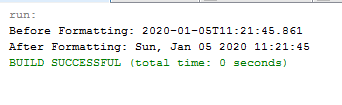 run:
Before Formatting: 2020-01-05T11:21:45.861
After Formatting: Sun, Jan 05 2020 11:21:45
BUILD SUCCESSFUL (total time: 0 seconds)